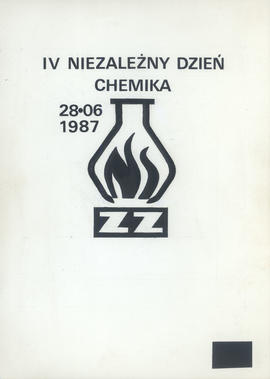 IV NIEZALEŻNY DZIEŃ
CHEMIKA
28•06
1987
ZZ